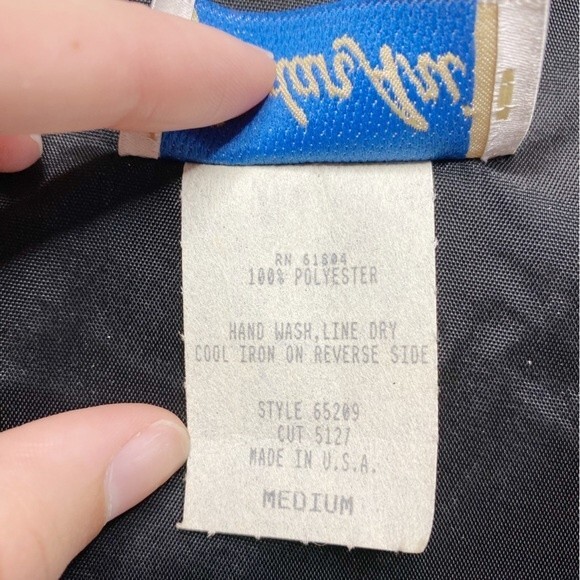 RN 61804
100% POLYESTER
HAND WASH,LINE DRY
COOL IRON ON REVERSE SIDE
STYLE 65209
CUT 5127
MADE IN U.S.A.
MEDIUM